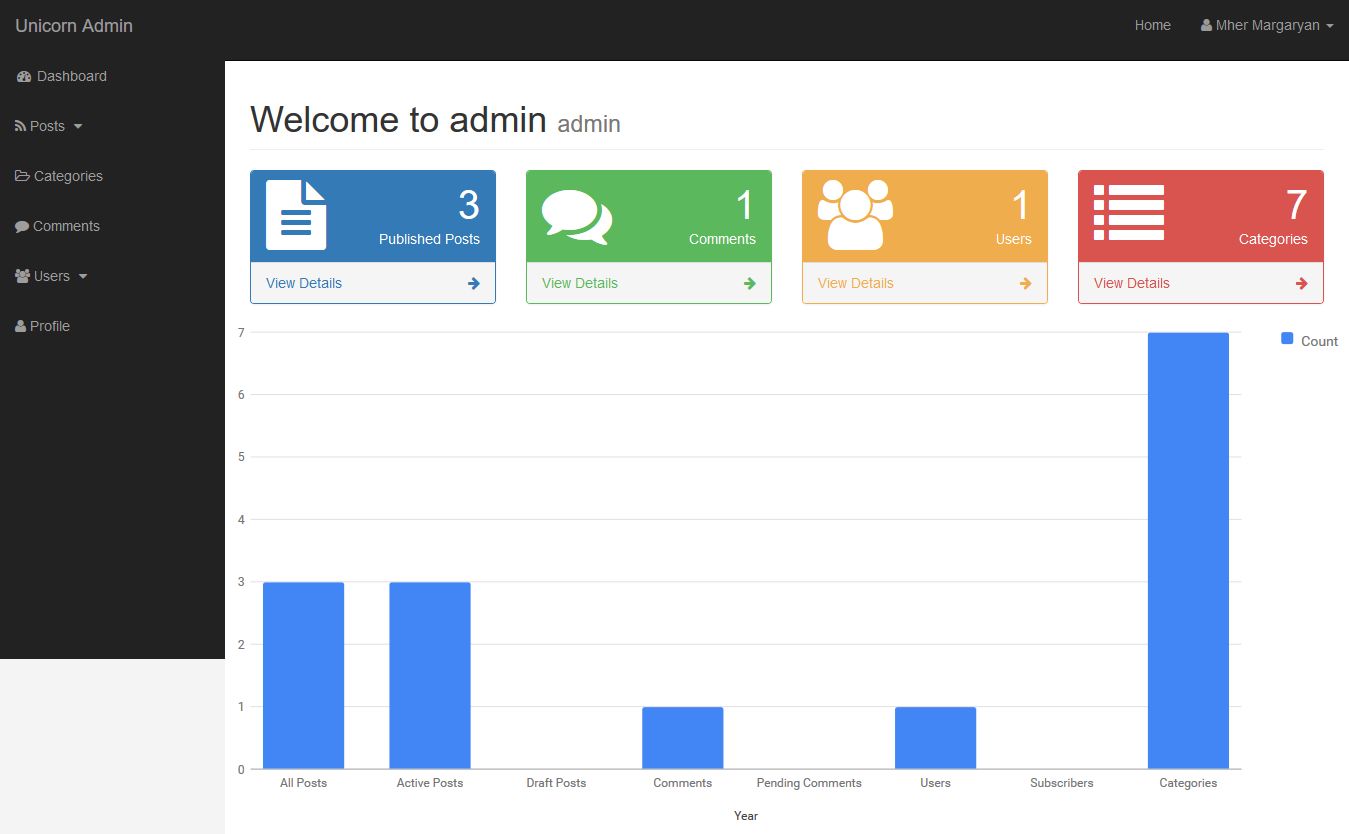 Unicorn Admin
Home
Mher Margaryan
Dashboard
Posts
Categories
Comments
Users
Profile
Welcome to admin admin
3
Published Posts
View Details
1
Comments
View Details
1
Users
View Details
7
Categories
View Details
7
6
5
4
3
2
1
0
Count
All Posts
Active Posts
Draft Posts
Comments
Pending Comments
Users
Subscribers
Categories
Year